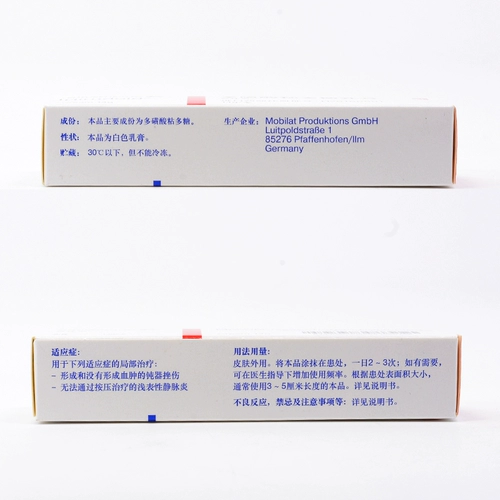 成份：本品主要成份为多磺酸粘多糖。
性状：本品为白色乳膏。
贮藏：30℃以下，但不能冷冻。
生产企业：Mobilat Produktions GmbH
Luitpoldstraße 1
85276 Pfaffenhofen/Ilm
Germany
适应症：
用于下列适应症的局部治疗：
- 形成和没有形成血肿的钝器挫伤
- 无法通过按压治疗的浅表性静脉炎
用法用量：
皮肤外用。将本品涂抹在患处，一日2～3次；如有需要，
可在医生指导下增加使用频率。根据患处表面积大小，
通常使用3～5厘米长度的本品。详见说明书。
不良反应，禁忌及注意事项等：详见说明书。